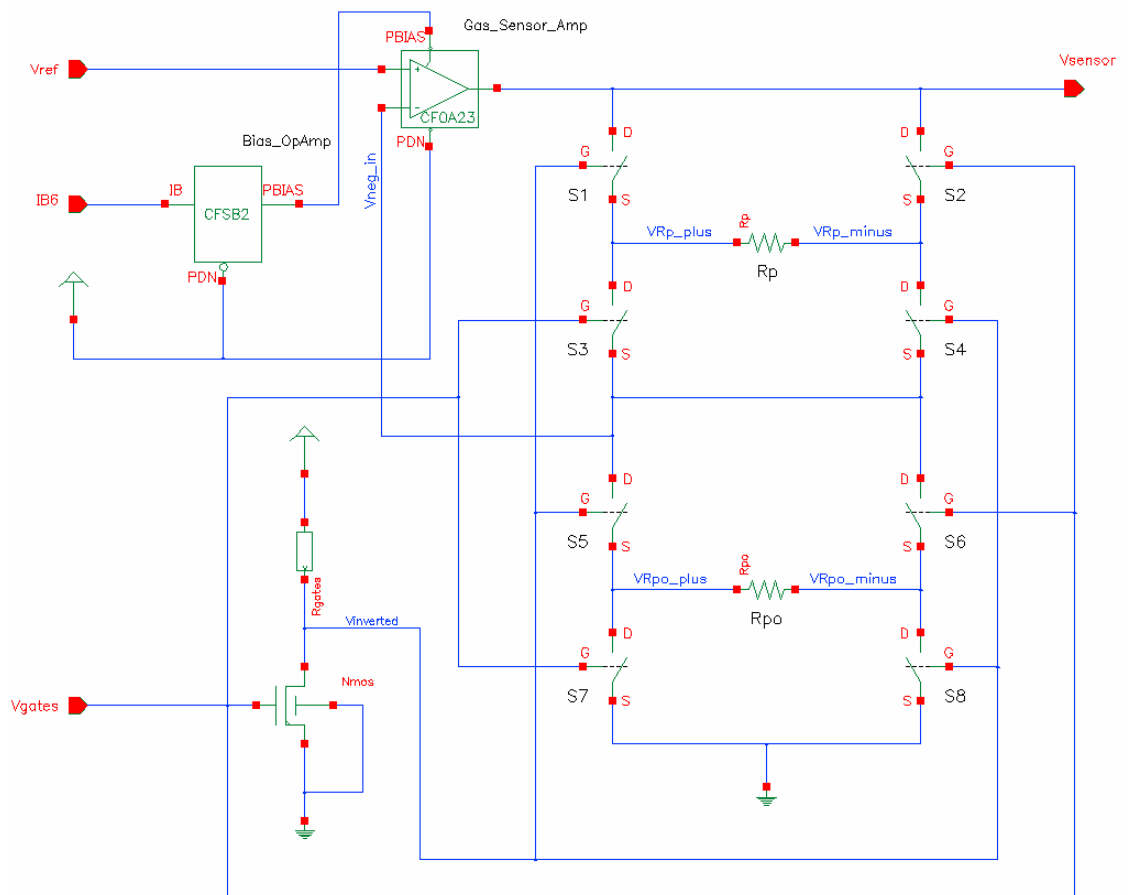 Gas_Sensor_Amp
PBIAS
Vref
+
-
CFOA23
Vsensor
PDN
Bias_OpAmp
Vneg_in
IB6
IB
PBIAS
CFSB2
PDN
D
D
G
G
S1
S2
S
S
VRp_plus
Rp
VRp_minus
Rp
D
D
G
G
S3
S4
S
S
D
D
G
G
S5
S6
S
S
VRpo_plus
Rpo
VRpo_minus
Rpo
Rgates
Vinverted
D
D
G
G
S7
S8
S
S
Nmos
Vgates